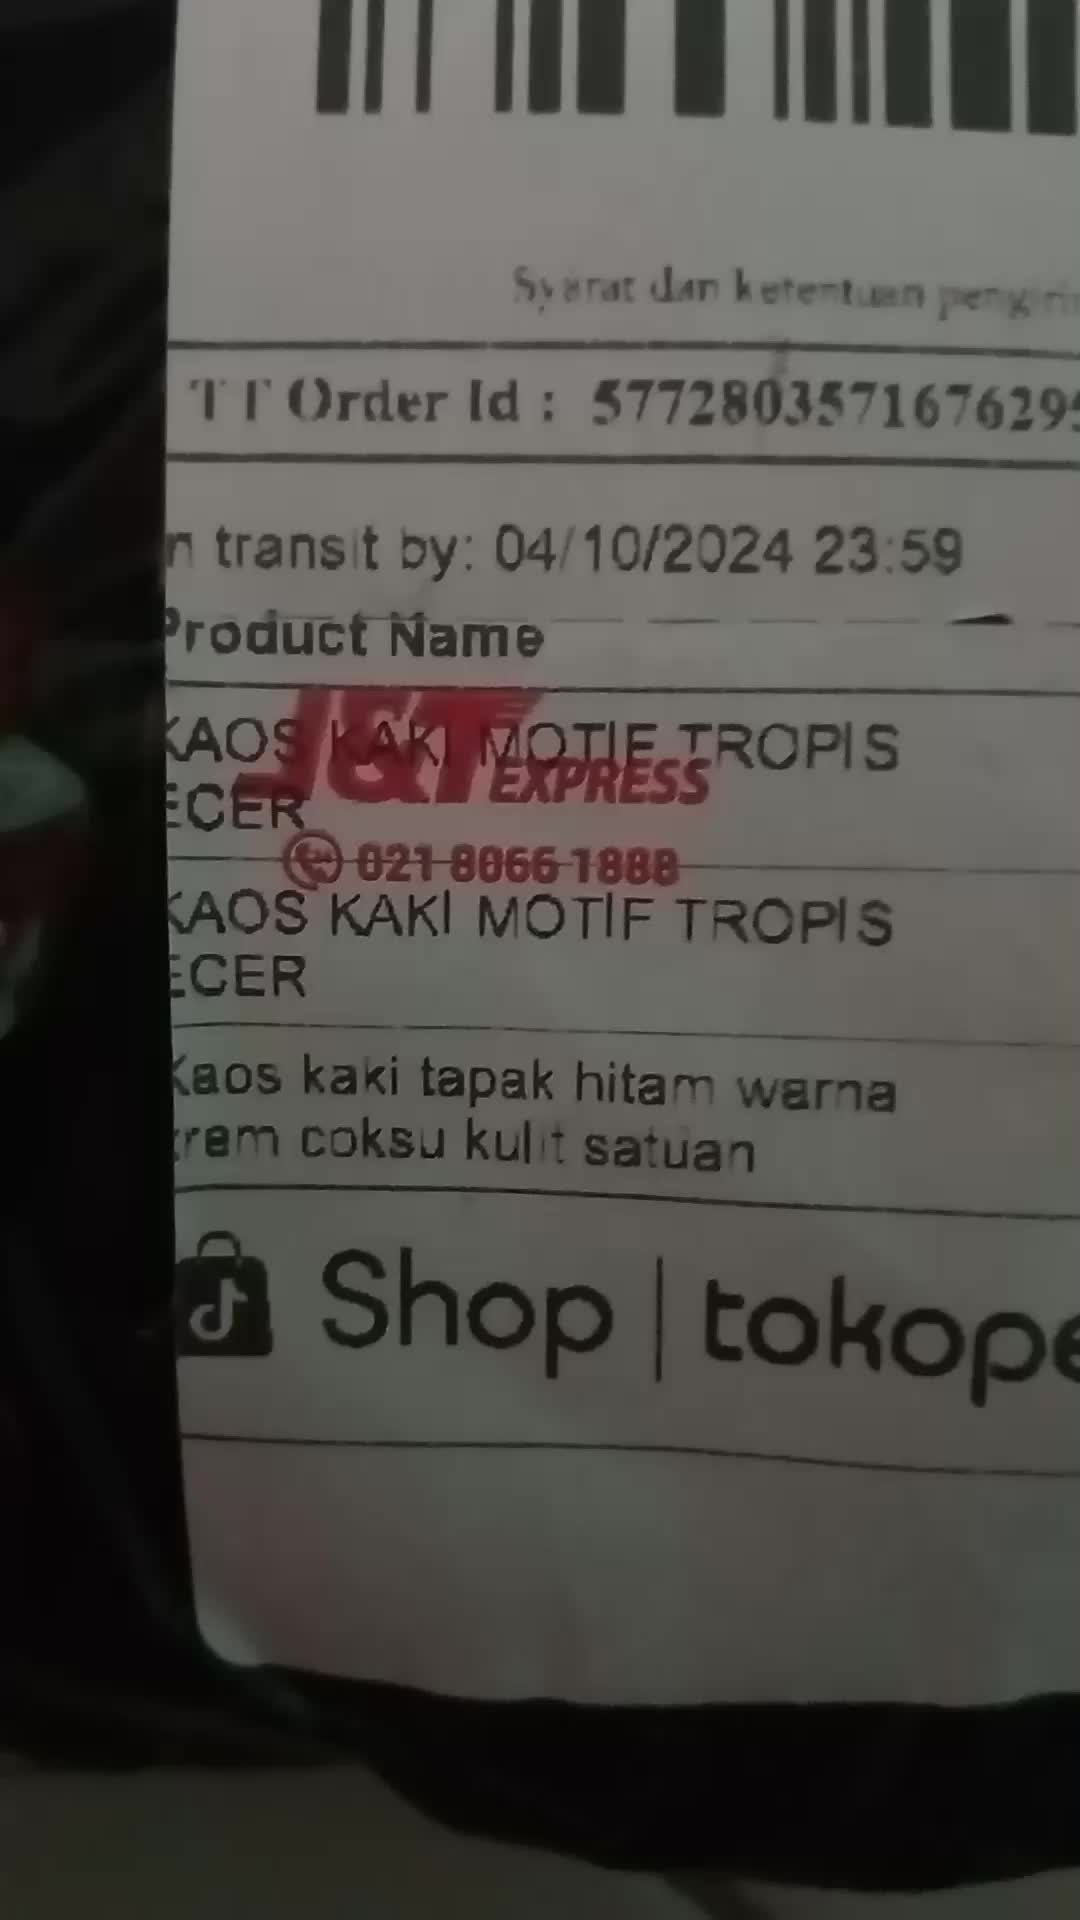 Syarat dan ketentuan
TT Order Id : 5772803571676295
n transit by: 04/10/2024 23:59
Product Name
KAOS KAKI MOTIF TROPIS
ECER
J&T EXPRESS
021 8066 1888
KAOS KAKI MOTIF TROPIS
ECER
Kaos kaki tapak hitam warna
krem coksu kulit satuan
Shop | tokope